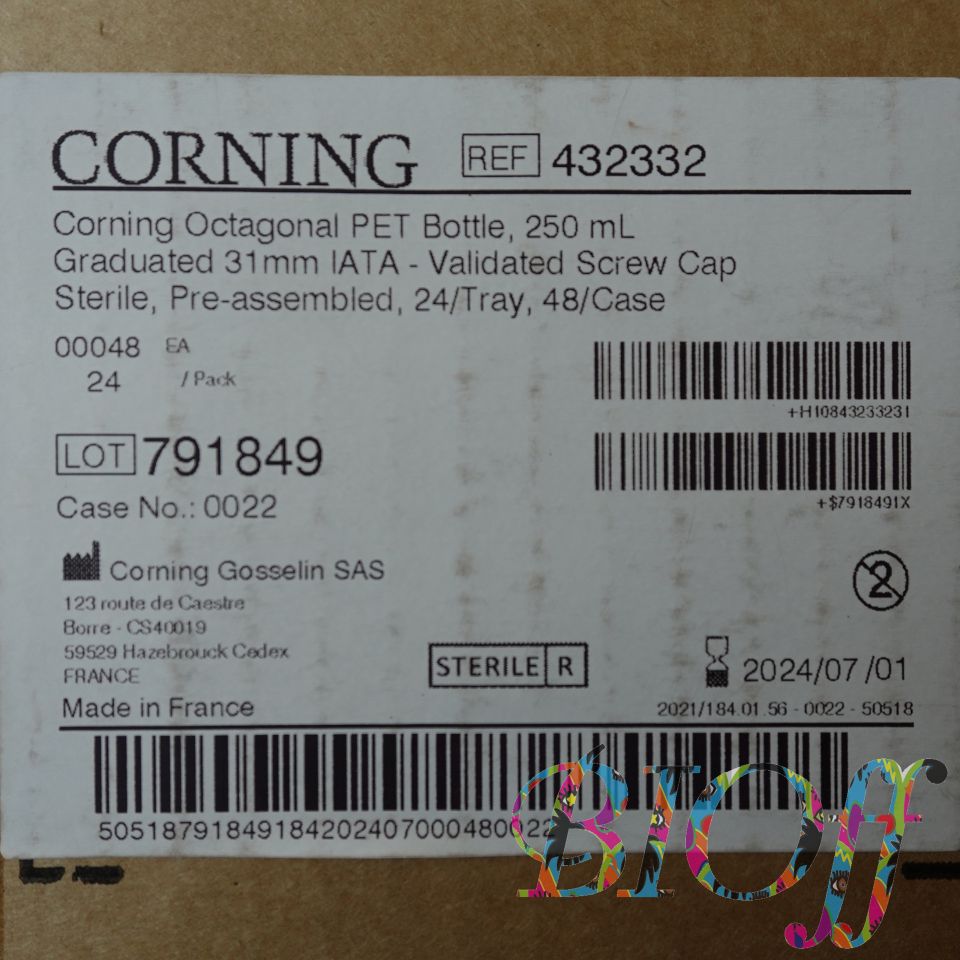 CORNING REF 432332
Corning Octagonal PET Bottle, 250 mL
Graduated 31mm IATA - Validated Screw Cap
Sterile, Pre-assembled, 24/Tray, 48/Case
00048 EA
24 / Pack
+H10843233231
LOT 791849
+$7918491X
Case No.: 0022
Corning Gosselin SAS
2
123 route de Caestre
Borre - CS40019
59529 Hazebrouck Cedex
STERILE R
2024/07/01
FRANCE
Made in France
2021/184.01.56 - 0022 - 50518
50518791849184202407000480022
BIOff